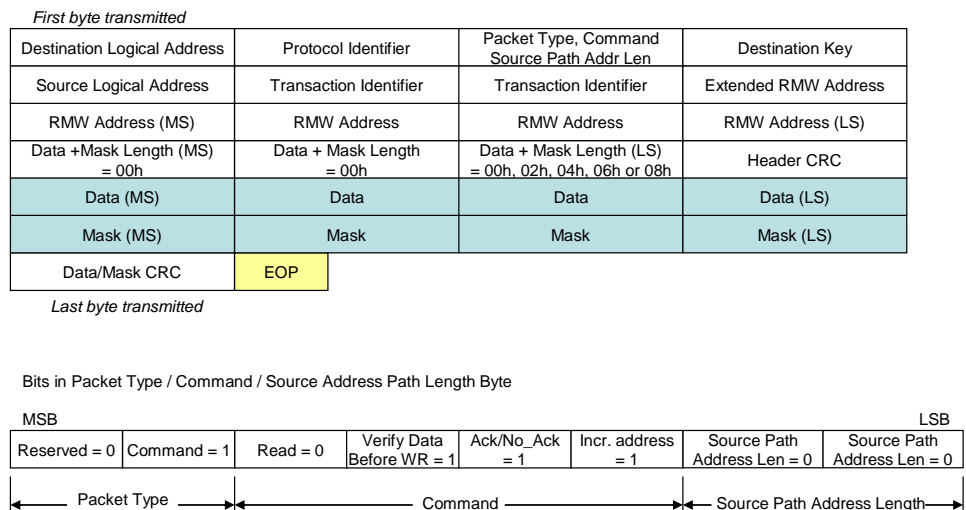 First byte transmitted
Destination Logical Address
Protocol Identifier
Packet Type, Command
Source Path Addr Len
Destination Key
Source Logical Address
Transaction Identifier
Transaction Identifier
Extended RMW Address
RMW Address (MS)
RMW Address
RMW Address
RMW Address (LS)
Data +Mask Length (MS)
= 00h
Data + Mask Length
= 00h
Data + Mask Length (LS)
= 00h, 02h, 04h, 06h or 08h
Header CRC
Data (MS)
Data
Data
Data (LS)
Mask (MS)
Mask
Mask
Mask (LS)
Data/Mask CRC
EOP
Last byte transmitted
Bits in Packet Type / Command / Source Address Path Length Byte
MSB
LSB
Reserved = 0
Command = 1
Read = 0
Verify Data
Before WR = 1
Ack/No_Ack
= 1
Incr. address
= 1
Source Path
Address Len = 0
Source Path
Address Len = 0
Packet Type
Command
Source Path Address Length